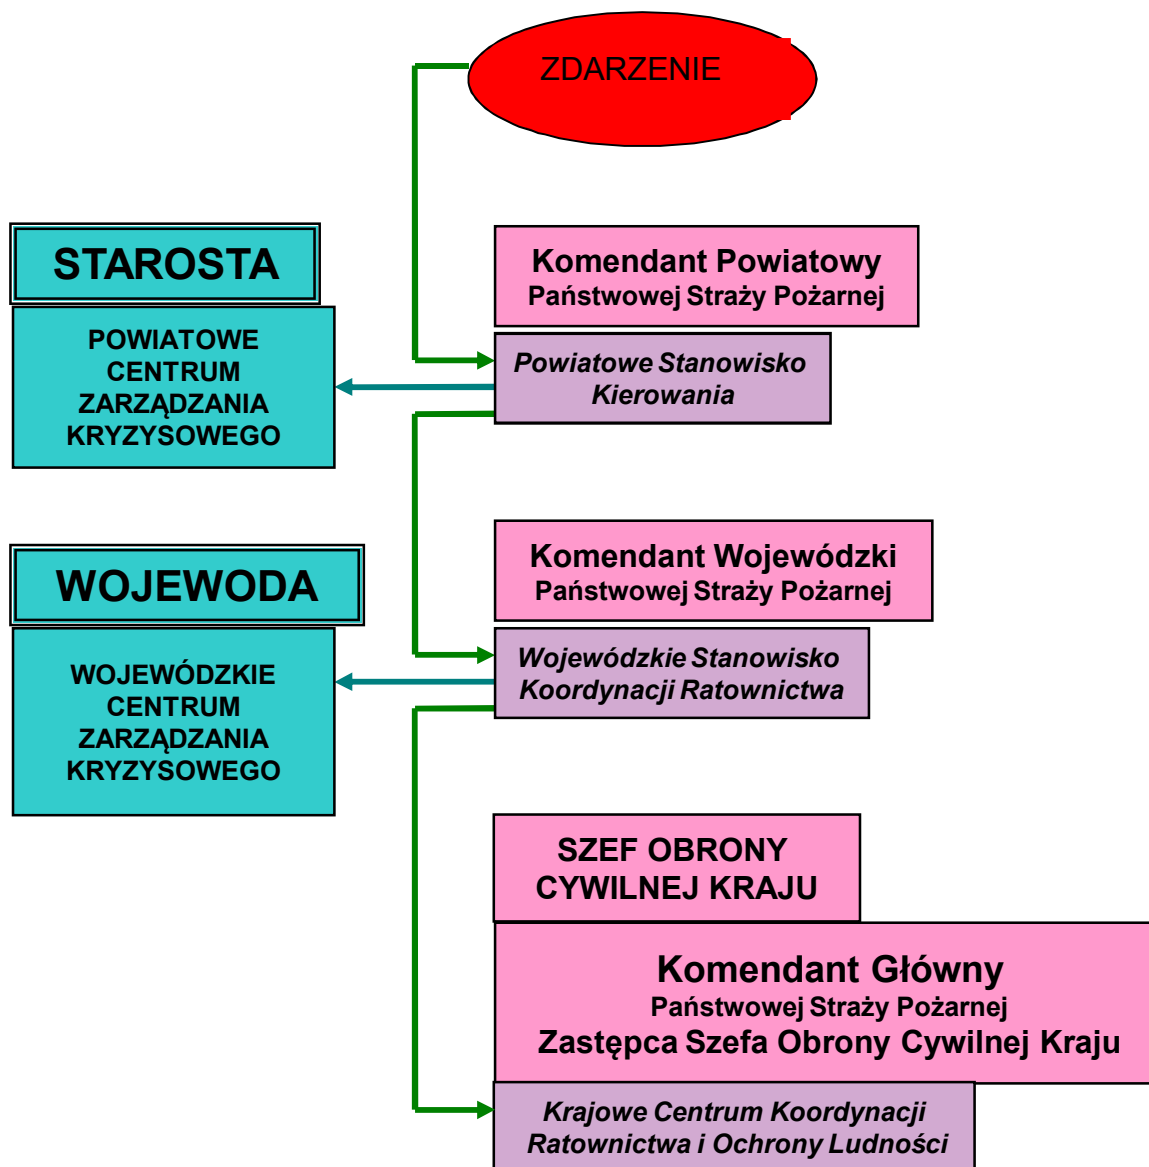 ZDARZENIE
STAROSTA
POWIATOWE
CENTRUM
ZARZĄDZANIA
KRYZYSOWEGO
Komendant Powiatowy
Państwowej Straży Pożarnej
Powiatowe Stanowisko
Kierowania
WOJEWODA
WOJEWÓDZKIE
CENTRUM
ZARZĄDZANIA
KRYZYSOWEGO
Komendant Wojewódzki
Państwowej Straży Pożarnej
Wojewódzkie Stanowisko
Koordynacji Ratownictwa
SZEF OBRONY
CYWILNEJ KRAJU
Komendant Główny
Państwowej Straży Pożarnej
Zastępca Szefa Obrony Cywilnej Kraju
Krajowe Centrum Koordynacji
Ratownictwa i Ochrony Ludności